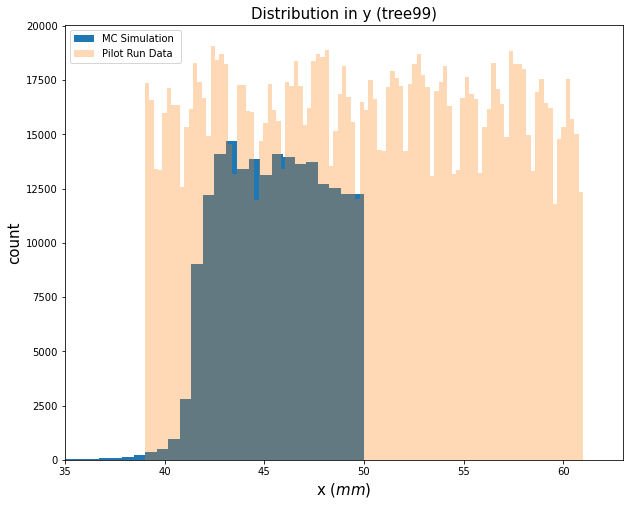 Distribution in y (tree99)
MC Simulation
Pilot Run Data
count
20000
17500
15000
12500
10000
7500
5000
2500
0
35 40 45 50 55 60
x (mm)